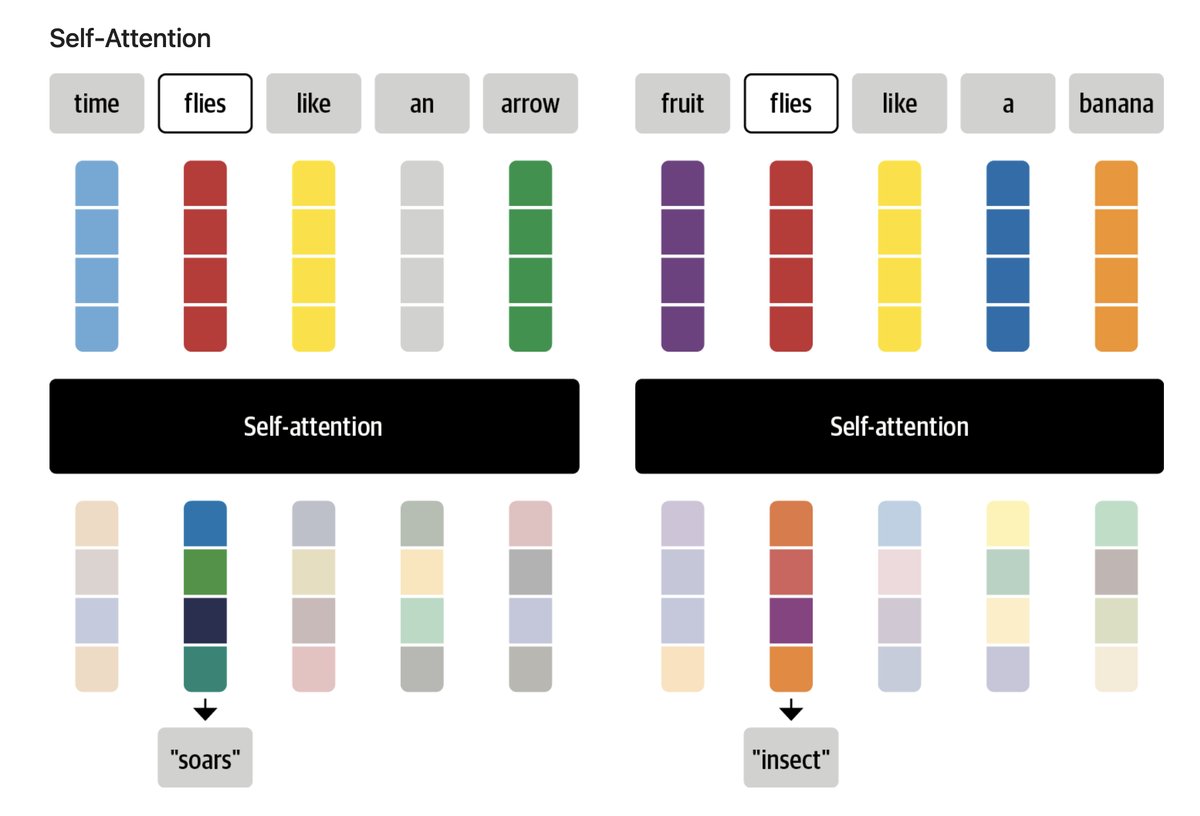 Self-Attention
time flies like an arrow
fruit flies like a banana
Self-attention
Self-attention
"soars"
"insect"